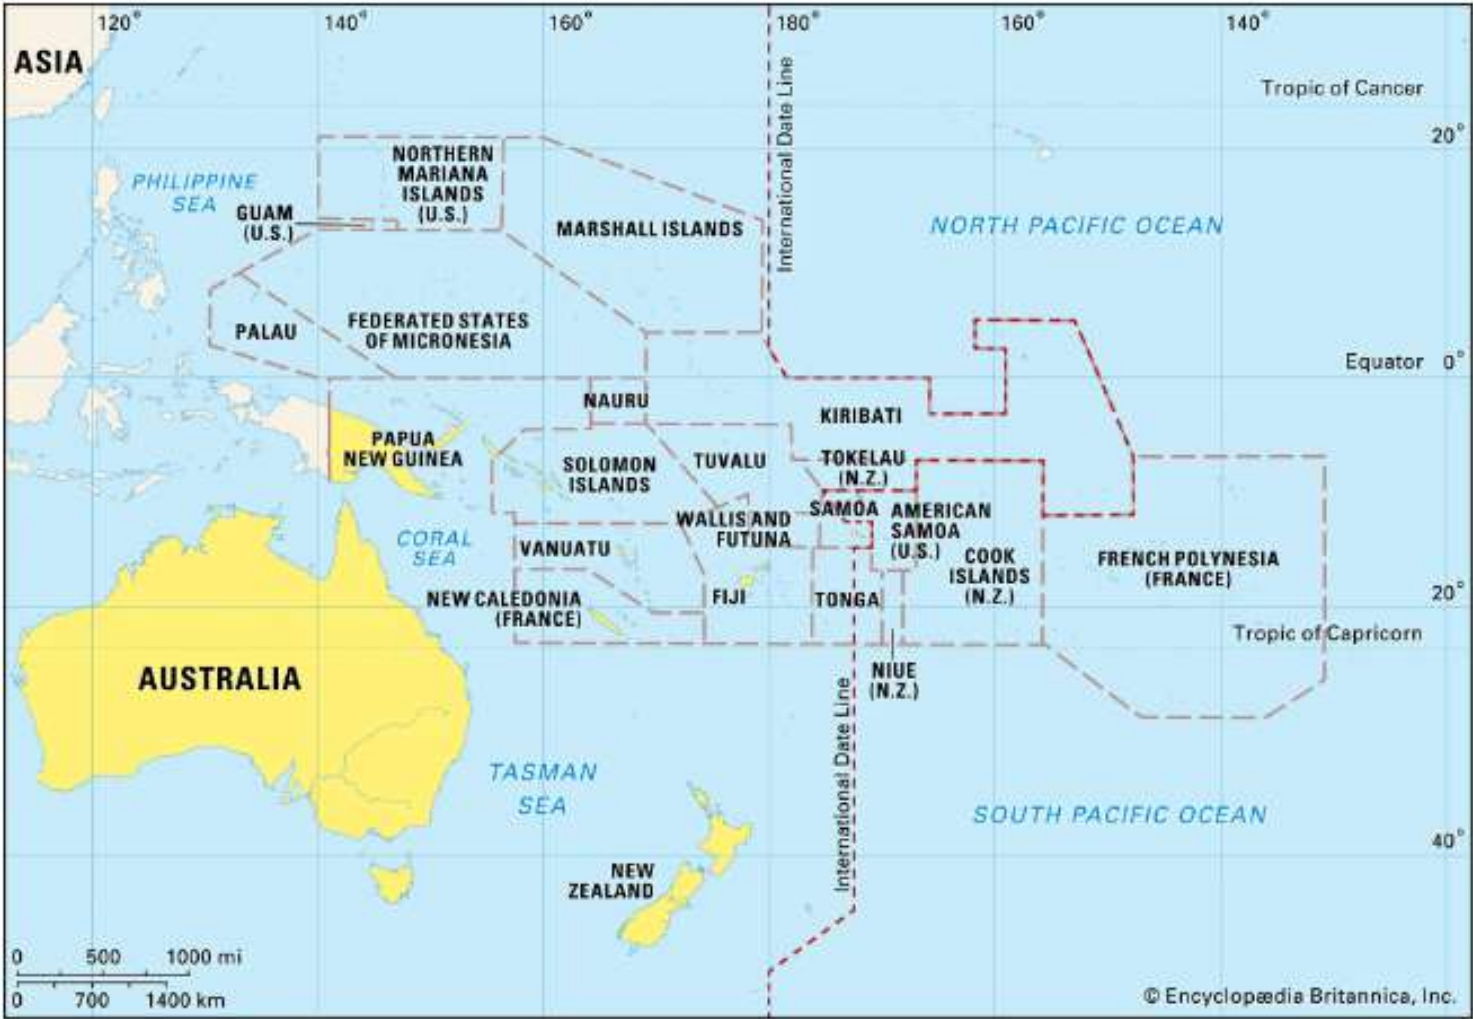 120°
140°
160°
180°
160°
140°
ASIA
International Date Line
Tropic of Cancer
20°
NORTHERN
MARIANA
ISLANDS
(U.S.)
PHILIPPINE
SEA
GUAM
(U.S.)
MARSHALL ISLANDS
NORTH PACIFIC OCEAN
PALAU
FEDERATED STATES
OF MICRONESIA
Equator 0°
NAURU
KIRIBATI
PAPUA
NEW GUINEA
SOLOMON
ISLANDS
TUVALU
TOKELAU
(N.Z.)
SAMOA
AMERICAN
SAMOA
(U.S.)
WALLIS AND
FUTUNA
CORAL
SEA
VANUATU
COOK
ISLANDS
(N.Z.)
FRENCH POLYNESIA
(FRANCE)
NEW CALEDONIA
(FRANCE)
FIJI
TONGA
20°
Tropic of Capricorn
NIUE
(N.Z.)
AUSTRALIA
International Date Line
TASMAN
SEA
SOUTH PACIFIC OCEAN
40°
NEW
ZEALAND
0 500 1000 mi
0 700 1400 km
© Encyclopædia Britannica, Inc.